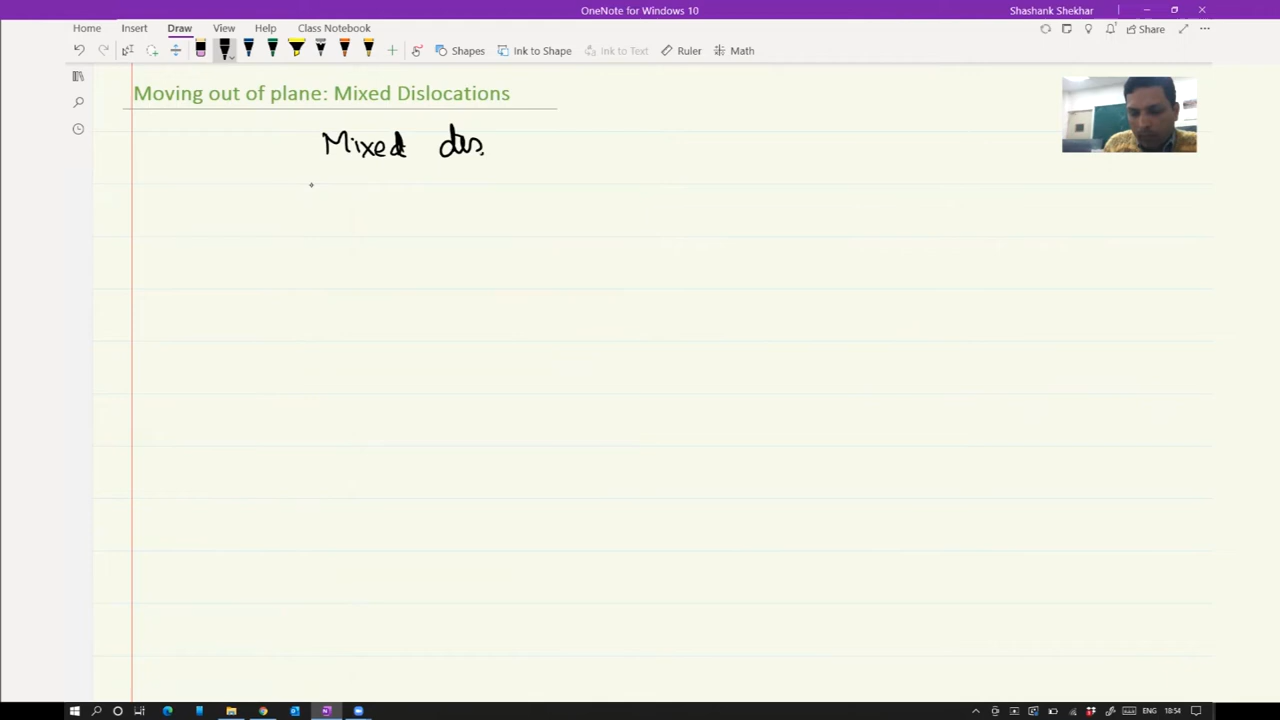 OneNote for Windows 10
Shashank Shekhar
Home Insert Draw View Help Class Notebook
Share
Shapes Ink to Shape Ink to Text Ruler Math
Moving out of plane: Mixed Dislocations
Mixed dis.
ENG 18:54